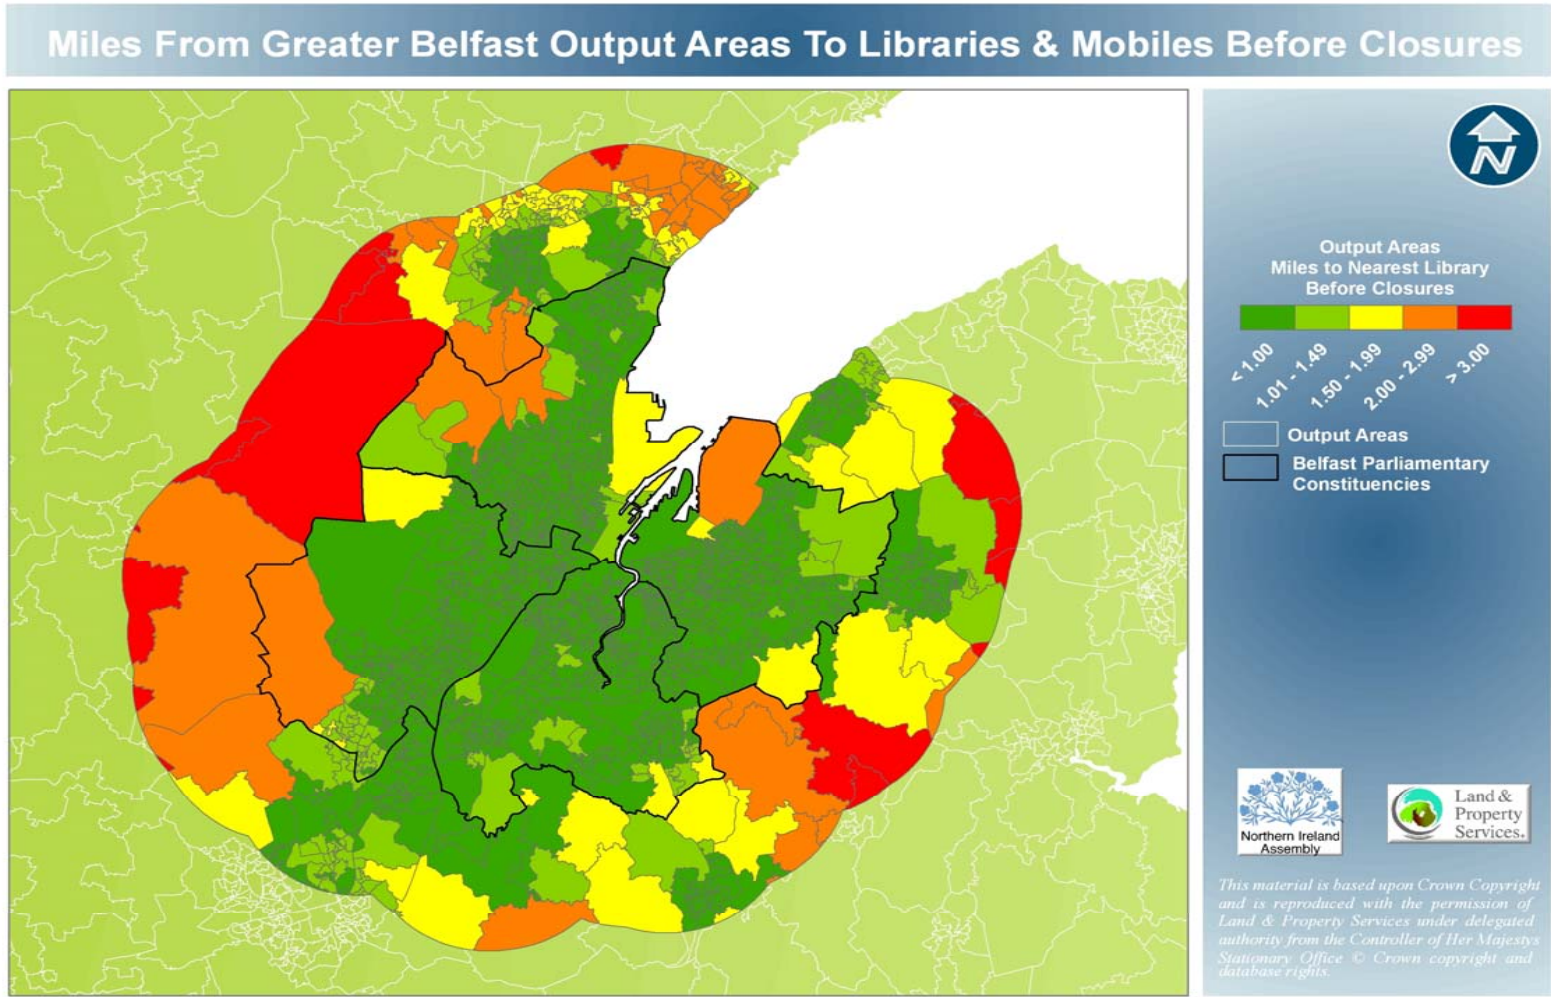 Miles From Greater Belfast Output Areas To Libraries & Mobiles Before Closures
N
Output Areas
Miles to Nearest Library
Before Closures
< 1.00
1.01 - 1.49
1.50 - 1.99
2.00 - 2.99
> 3.00
Output Areas
Belfast Parliamentary
Constituencies
Northern Ireland
Assembly
Land &
Property
Services.
This material is based upon Crown Copyright
and is reproduced with the permission of
Land & Property Services under delegated
authority from the Controller of Her Majestys
Stationary Office © Crown copyright and
database rights.